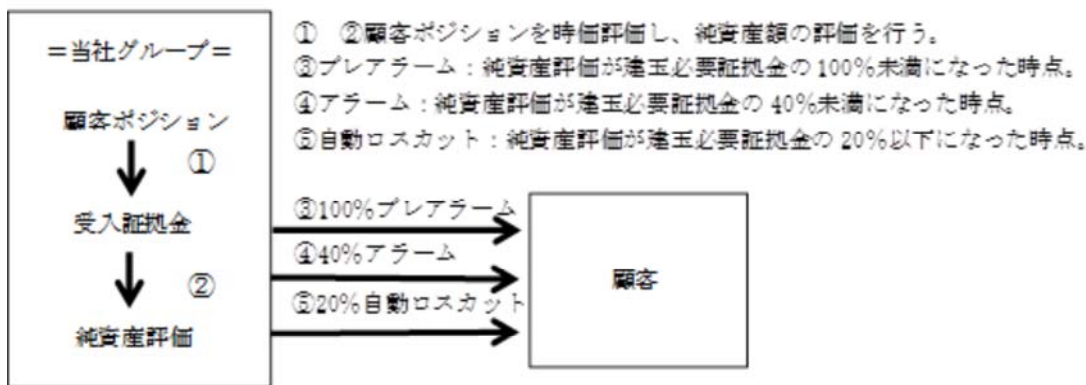 ＝当社グループ＝
顧客ポジション
①
受入証拠金
②
純資産評価
① ②顧客ポジションを時価評価し、純資産額の評価を行う。
③プレアラーム：純資産評価が建玉必要証拠金の100％未満になった時点。
④アラーム：純資産評価が建玉必要証拠金の 40％未満になった時点。
⑤自動ロスカット：純資産評価が建玉必要証拠金の 20％以下になった時点。
③100％プレアラーム
④40％アラーム
⑤20％自動ロスカット
顧客